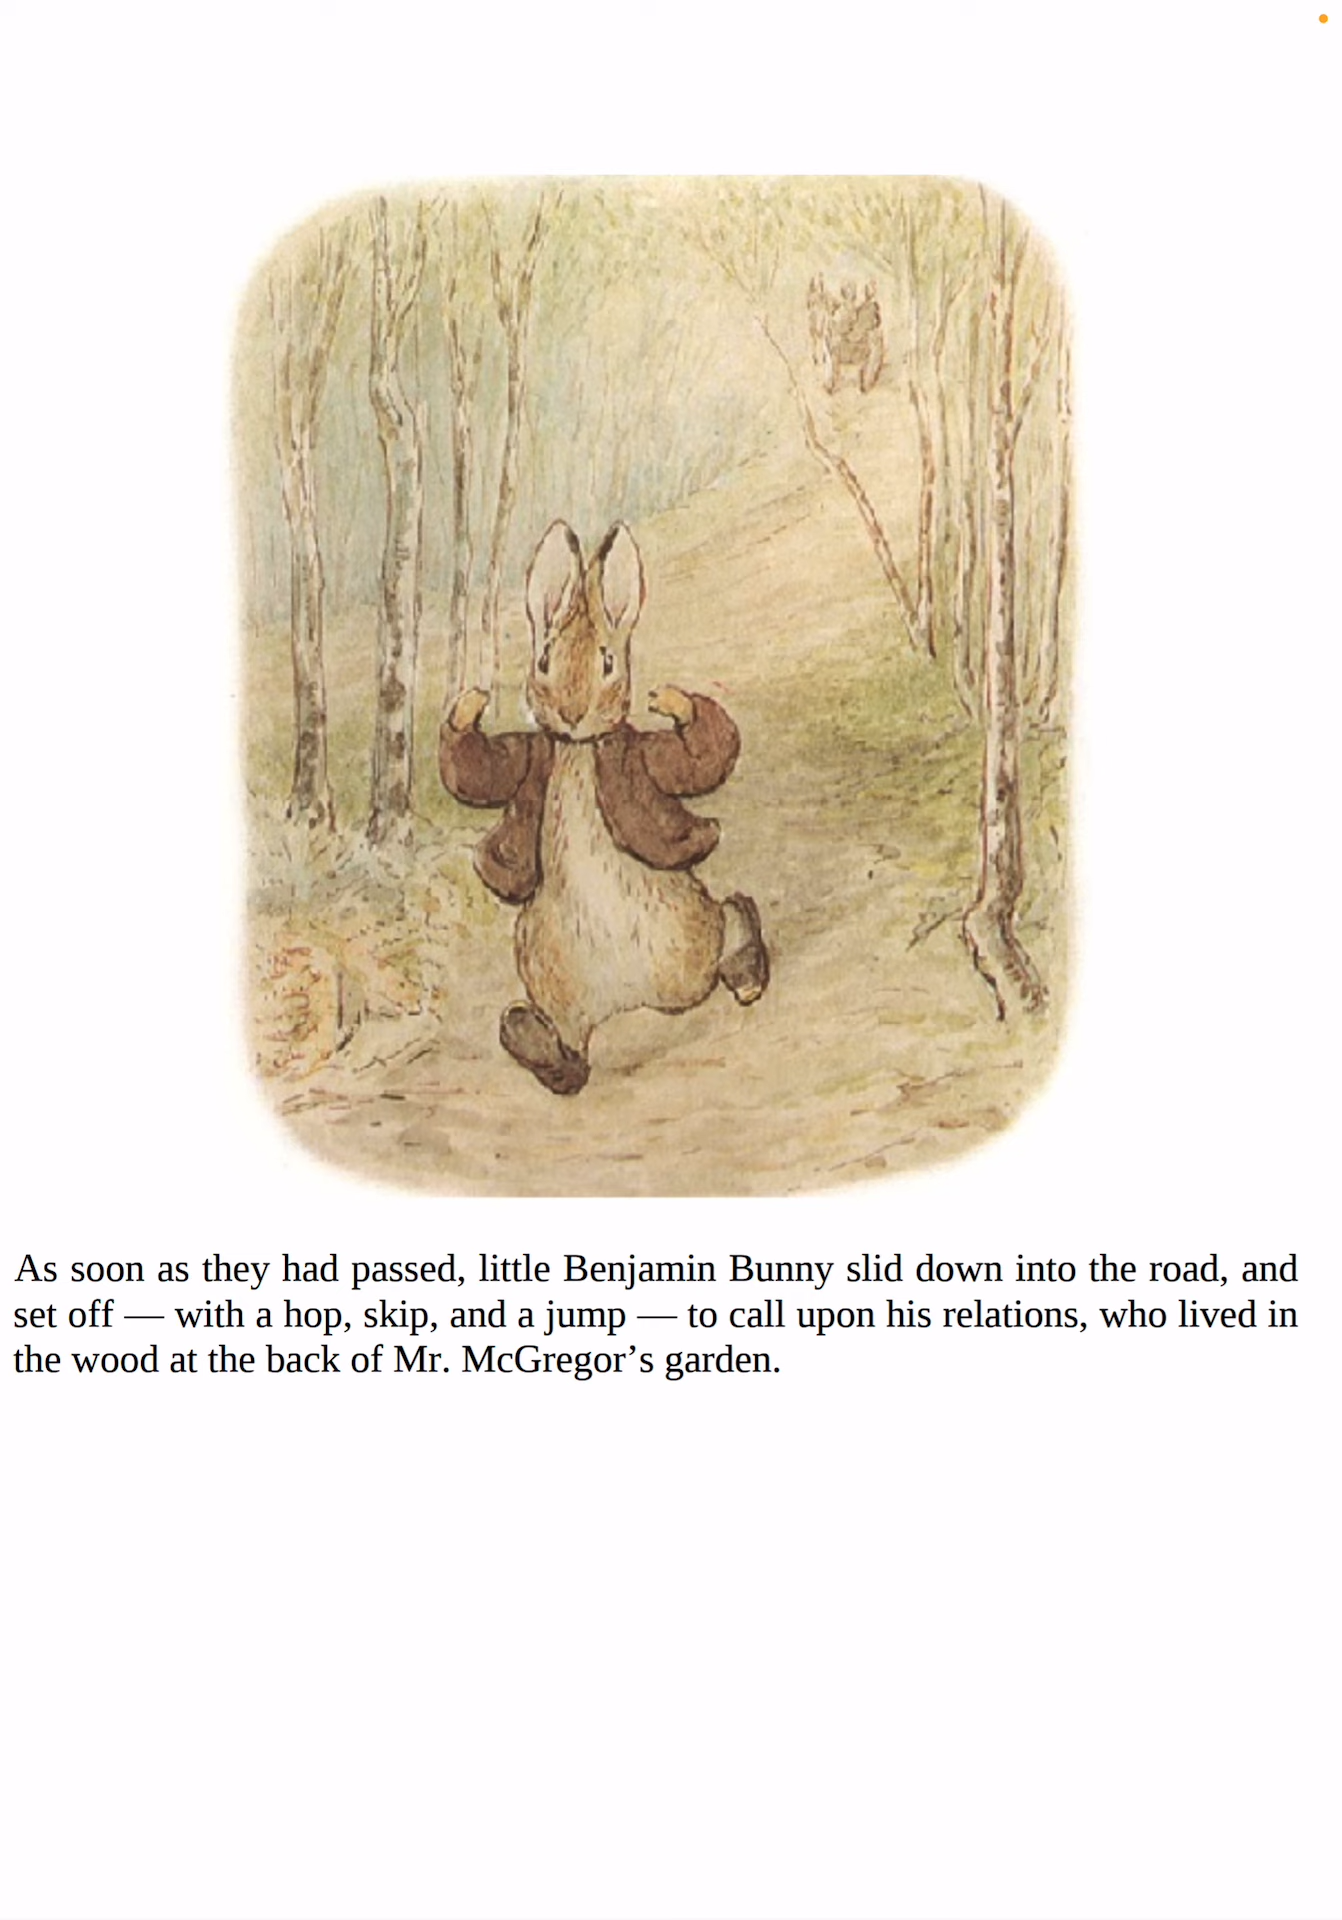 As soon as they had passed, little Benjamin Bunny slid down into the road, and
set off — with a hop, skip, and a jump — to call upon his relations, who lived in
the wood at the back of Mr. McGregor’s garden.